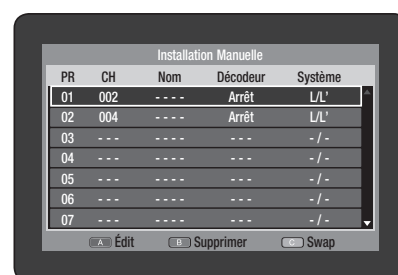 Installation Manuelle
PR CH Nom Décodeur Système
01 002 - - - - Arrêt L/L'
02 004 - - - - Arrêt L/L'
03 - - - - - - - - - - - / -
04 - - - - - - - - - - - / -
05 - - - - - - - - - - - / -
06 - - - - - - - - - - - / -
07 - - - - - - - - - - - / -
A Édit B Supprimer C Swap